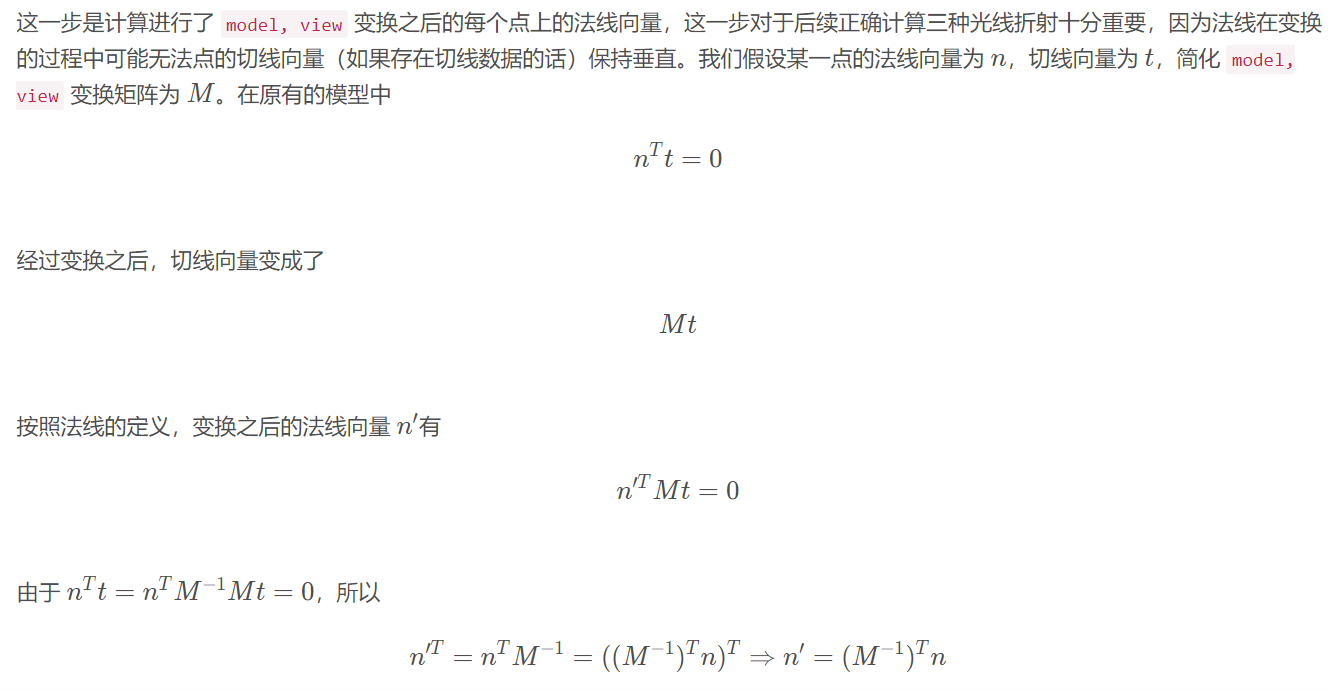 这一步是计算进行了 model, view 变换之后的每个点上的法线向量，这一步对于后续正确计算三种光线折射十分重要，因为法线在变换
的过程中可能无法点的切线向量（如果存在切线数据的话）保持垂直。我们假设某一点的法线向量为 n，切线向量为 t，简化 model,
view 变换矩阵为 M。在原有的模型中
n^T t = 0
经过变换之后，切线向量变成了
Mt
按照法线的定义，变换之后的法线向量 n′有
n′^T Mt = 0
由于 n^T t = n^T M^{-1} Mt = 0，所以
n′^T = n^T M^{-1} = ((M^{-1})^T n)^T ⇒ n′ = (M^{-1})^T n